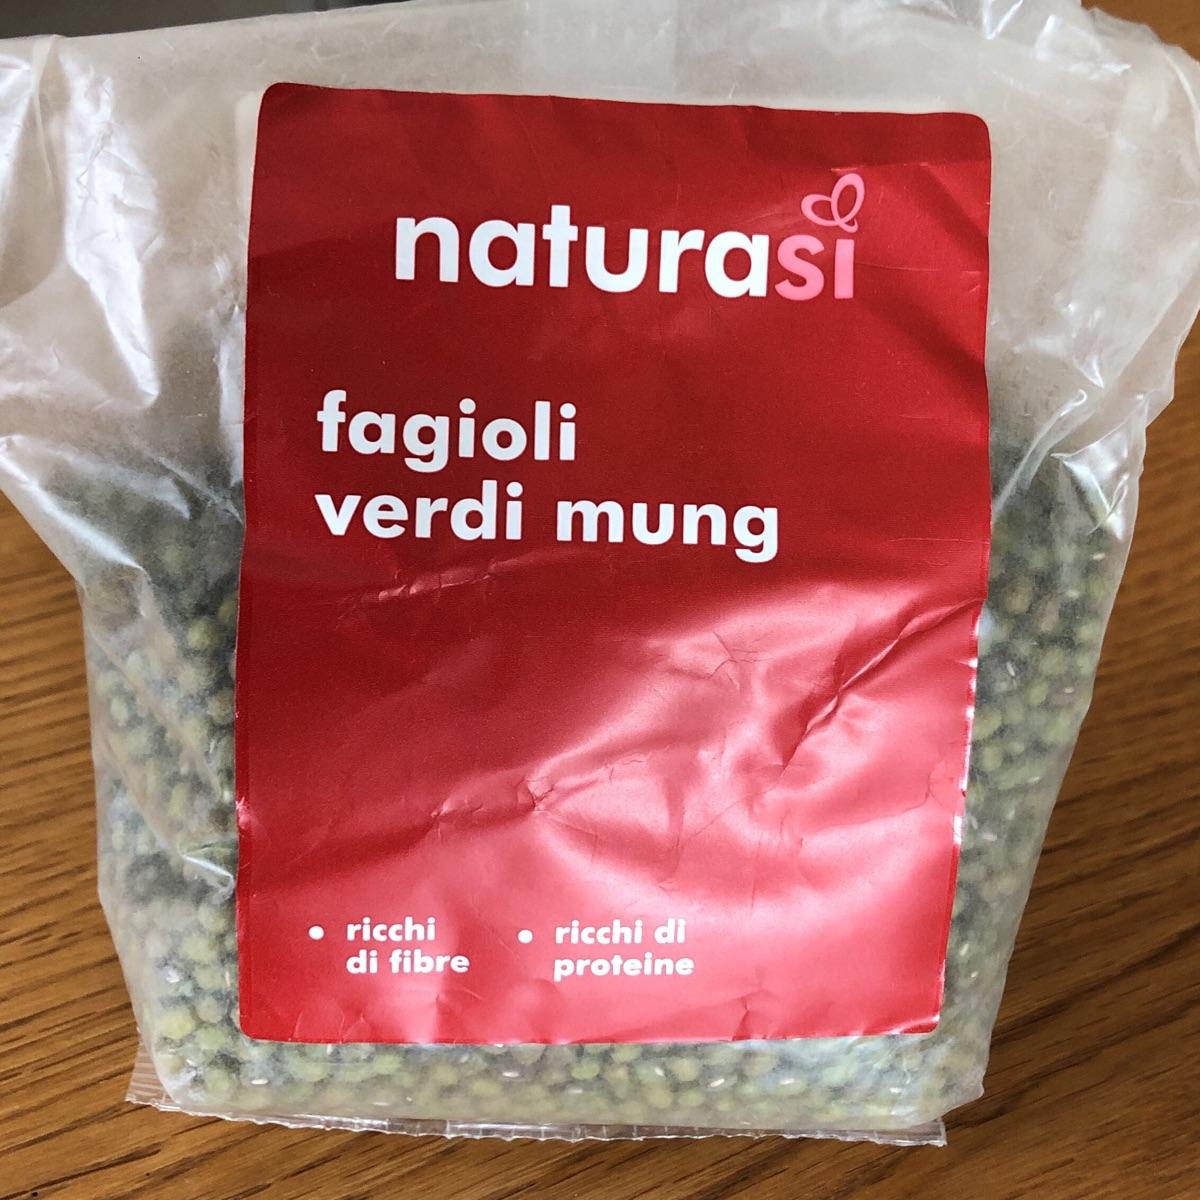 naturasì
fagioli
verdi mung
• ricchi
di fibre
• ricchi di
proteine